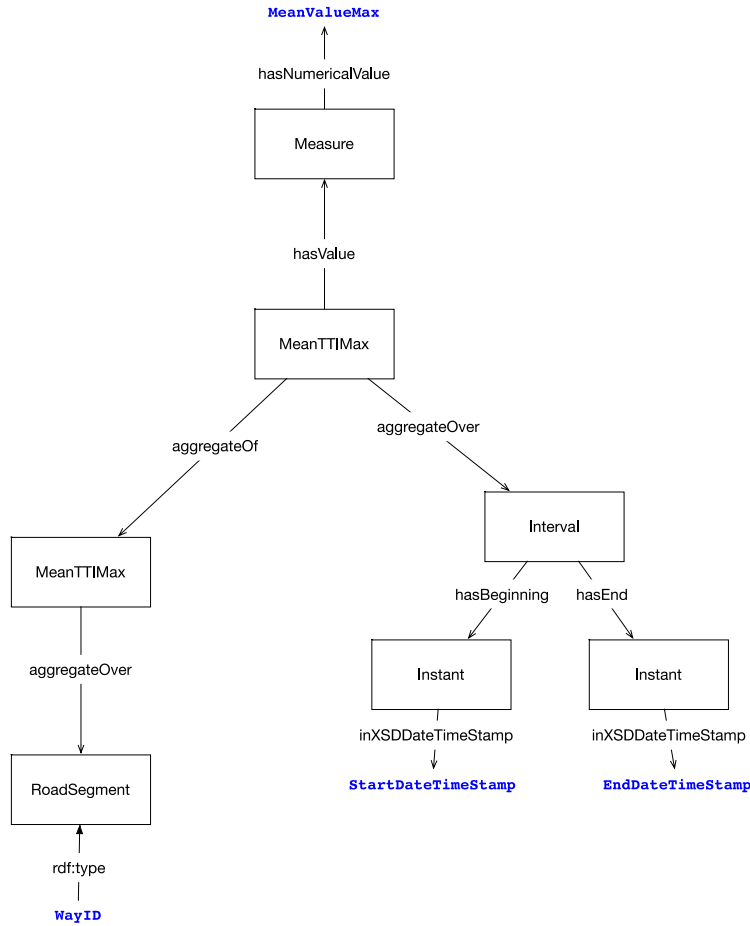 MeanValueMax
hasNumericalValue
Measure
hasValue
MeanTTIMax
aggregateOf
aggregateOver
Interval
MeanTTIMax
hasBeginning
hasEnd
aggregateOver
Instant
Instant
inXSDDateTimeStamp
inXSDDateTimeStamp
RoadSegment
StartDateTimeStamp
EndDateTimeStamp
rdf:type
WayID